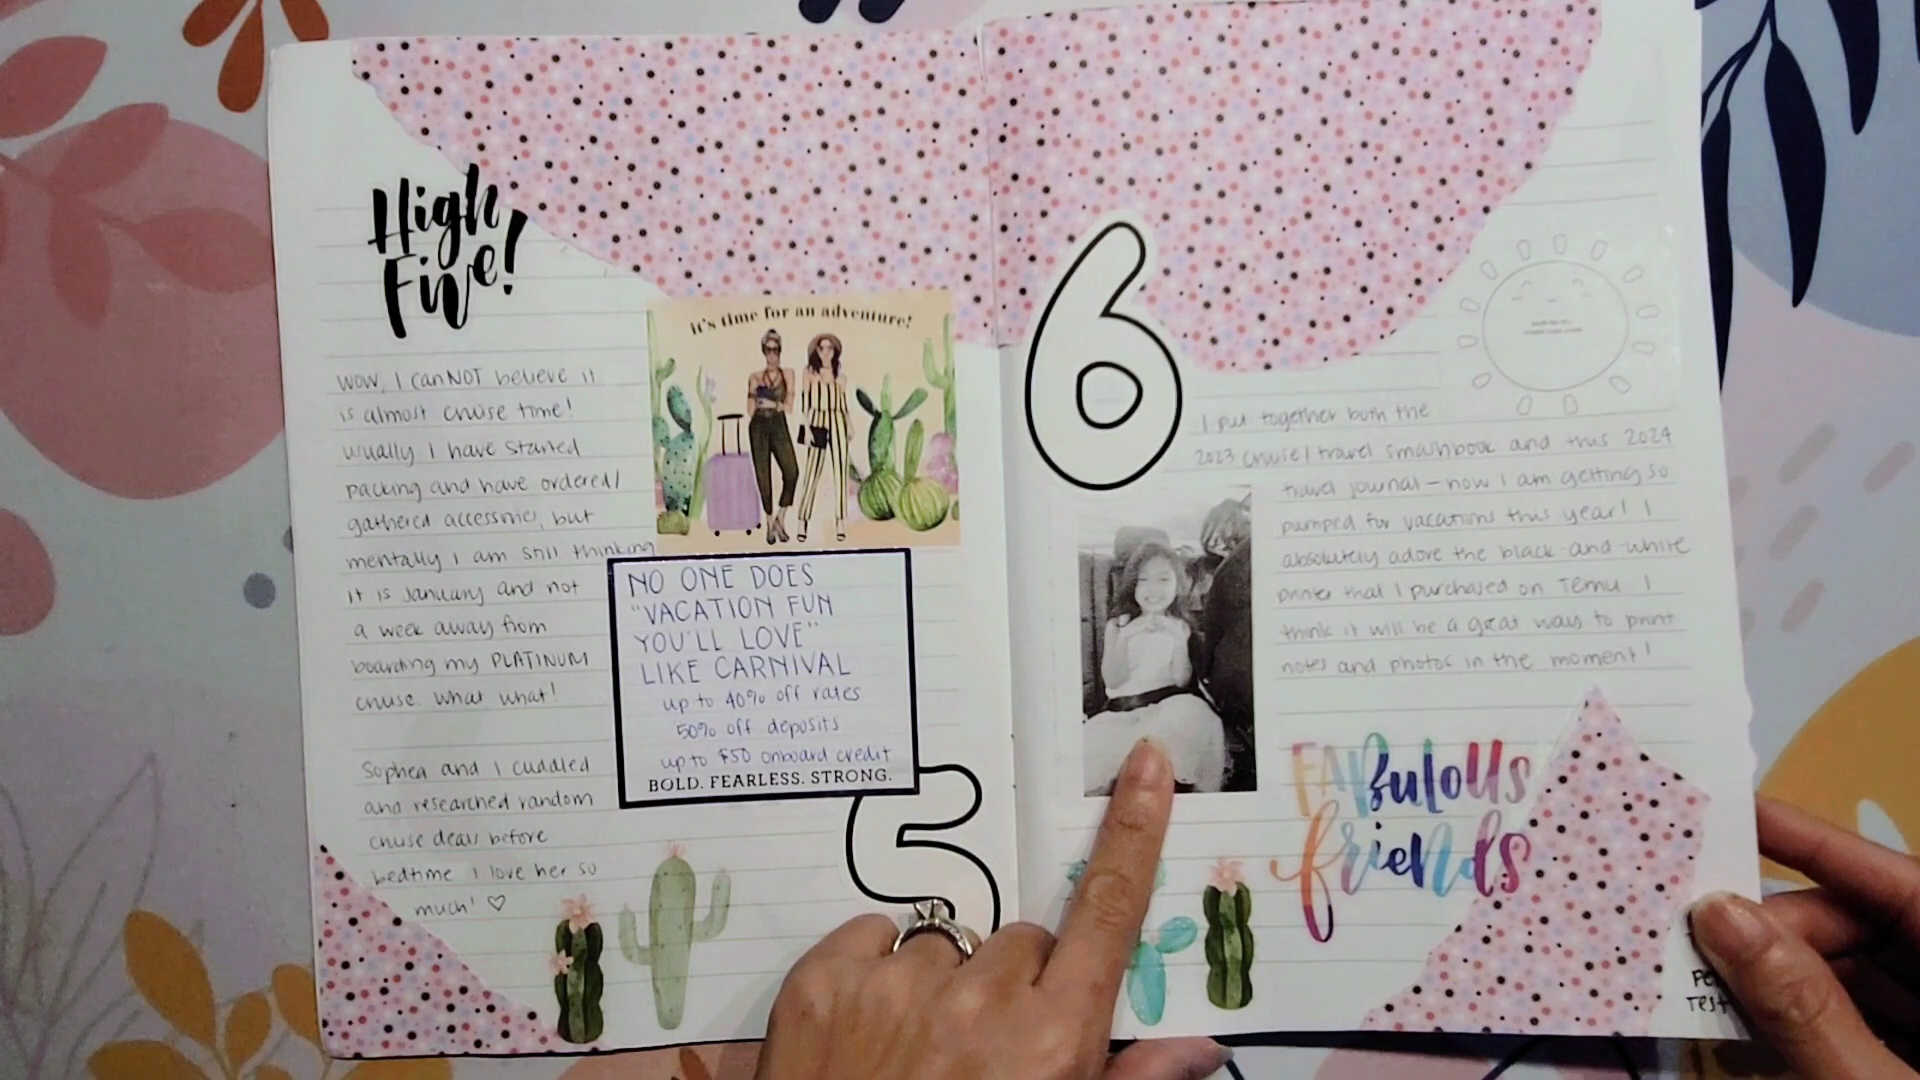 High
Five!
WOW, I canNOT believe it
is almost cruise time!
usually I have started
packing and have ordered/
gathered accessories, but
mentally I am still thinking
it is January and not
a week away from
boarding my PLATINUM
cruise. what what!
Sophea and I cuddled
and researched random
cruise deals before
bedtime I love her so
much! ♡
it's time for an adventure!
NO ONE DOES
"VACATION FUN
YOU'LL LOVE"
LIKE CARNIVAL
up to 40% off rates
50% off deposits
up to $50 onboard credit
BOLD. FEARLESS. STRONG.
5
6
I put together both the
2023 cruise/travel smashbook and this 2024
travel journal - now I am getting so
pumped for vacations this year! I
absolutely adore the black-and-white
printer that I purchased on Temu. I
think it will be a great way to print
notes and photos in the moment!
FABulous
friends
Test